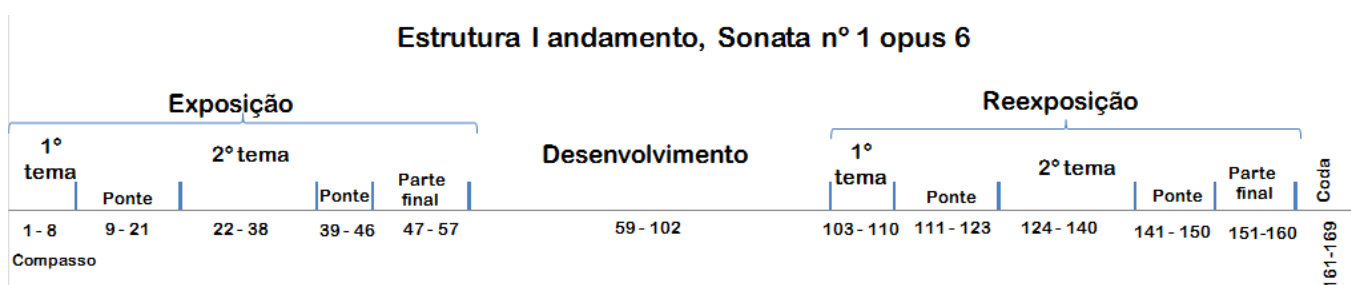 Estrutura I andamento, Sonata nº 1 opus 6
Exposição
Reexposição
1º
tema
Ponte
2º tema
Ponte
Parte
final
Desenvolvimento
1º
tema
Ponte
2º tema
Ponte
Parte
final
Coda
1 - 8
9 - 21
22 - 38
39 - 46
47 - 57
59 - 102
103 - 110
111 - 123
124 - 140
141 - 150
151-160
161-169
Compasso